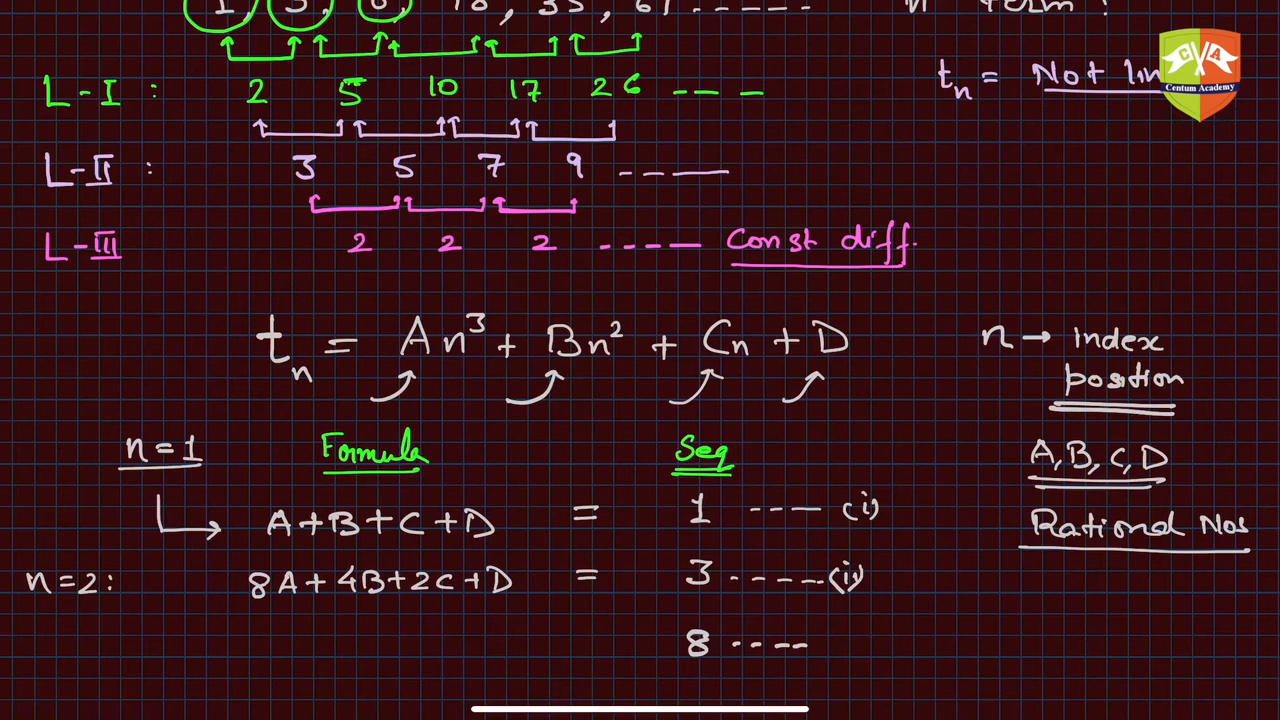 1, 3, 8, 18, 35, 61 ------ n term?
L-I : 2 5 10 17 26 --- -
tn = Not lin
C A
Centum Academy
L-II : 3 5 7 9 -----
L-III 2 2 2 ----- Const diff.
tn = An³ + Bn² + Cn + D
n → Index
position
n = 1 Formula Seq
A, B, C, D
A+B+C+D = 1 ---- (i)
Rational Nos
n=2: 8A+4B+2C+D = 3 ----- (ii)
8 ----